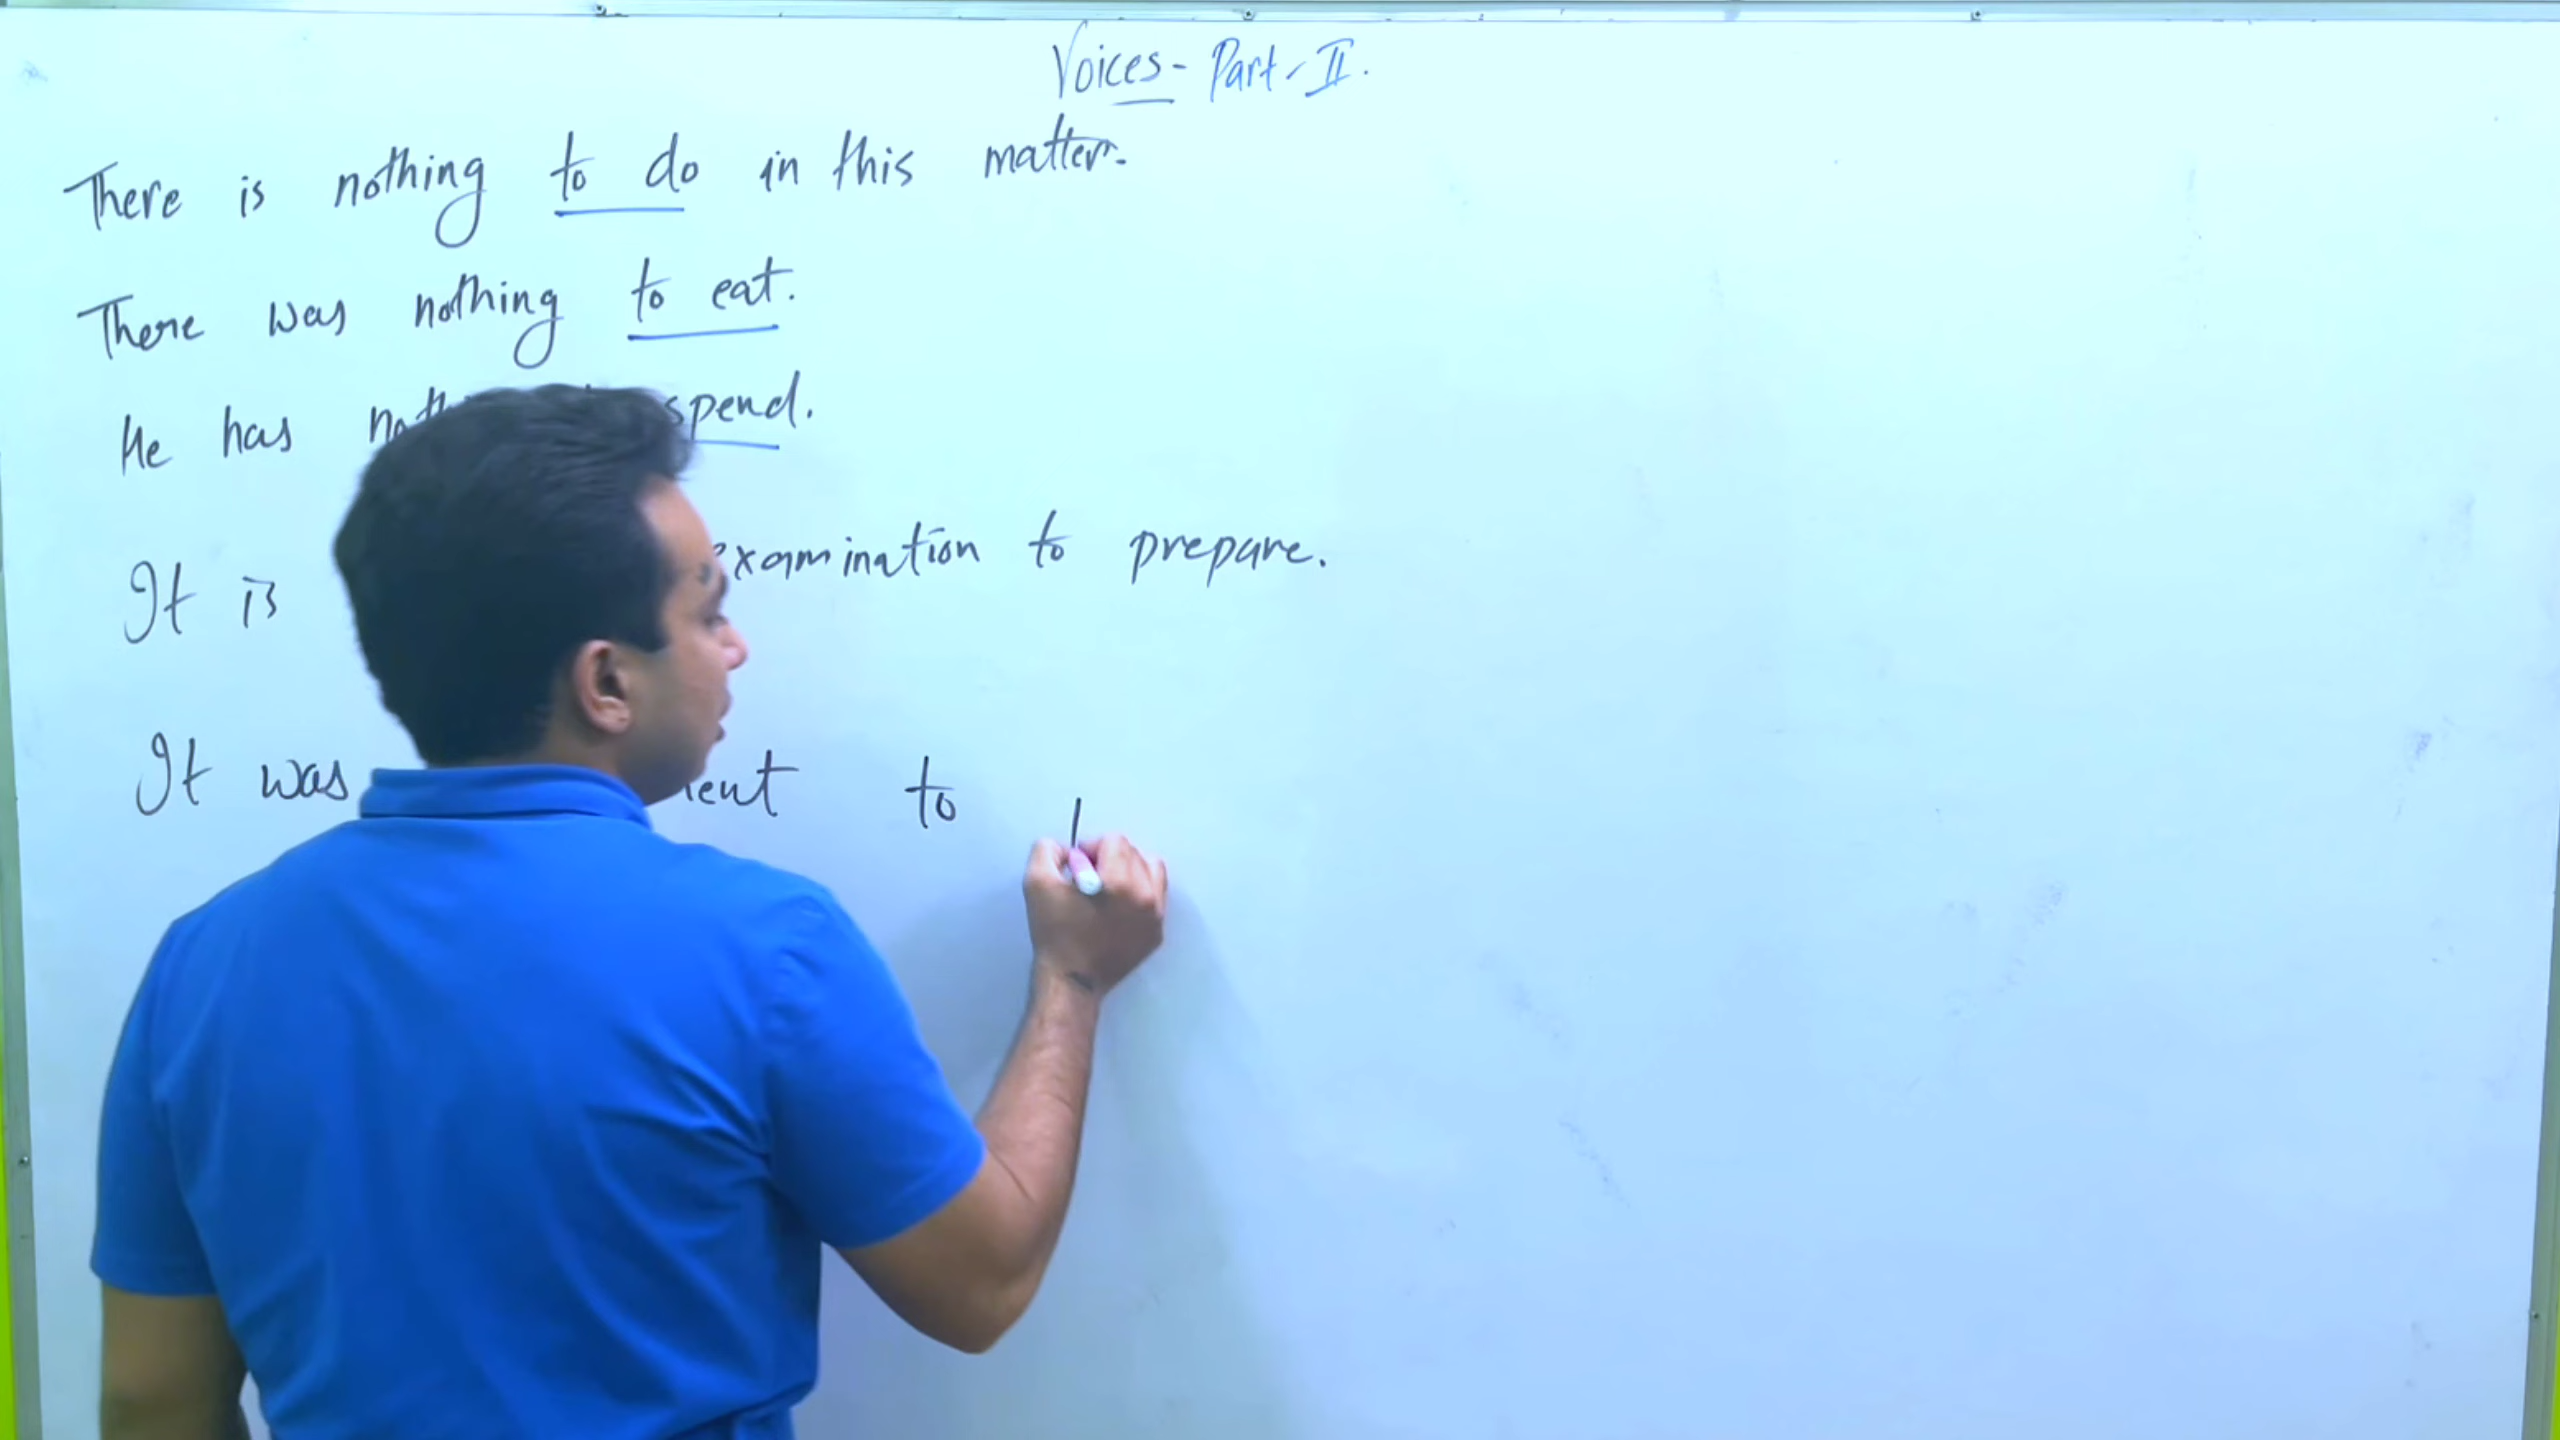 Voices - Part - II.
There is nothing to do in this matter.
There was nothing to eat.
He has spend.
It is examination to prepare.
It was to